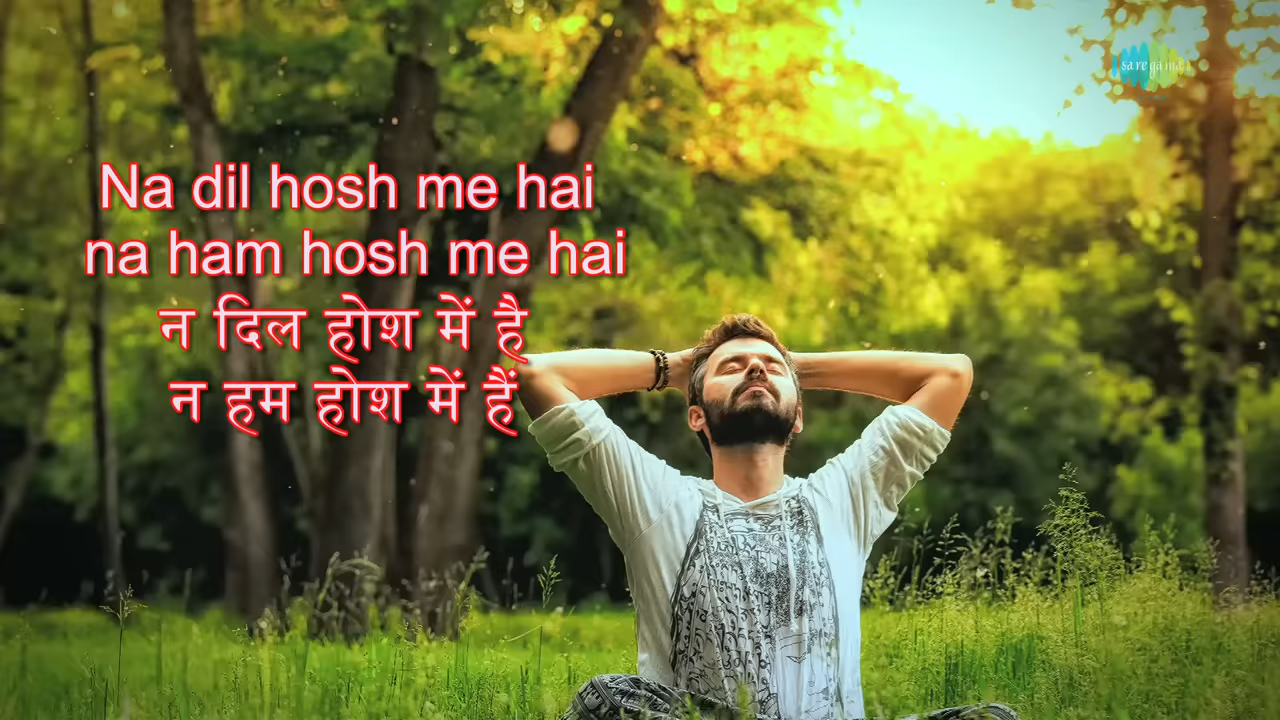 saregama
Na dil hosh me hai
na ham hosh me hai
न दिल होश में है
न हम होश में हैं